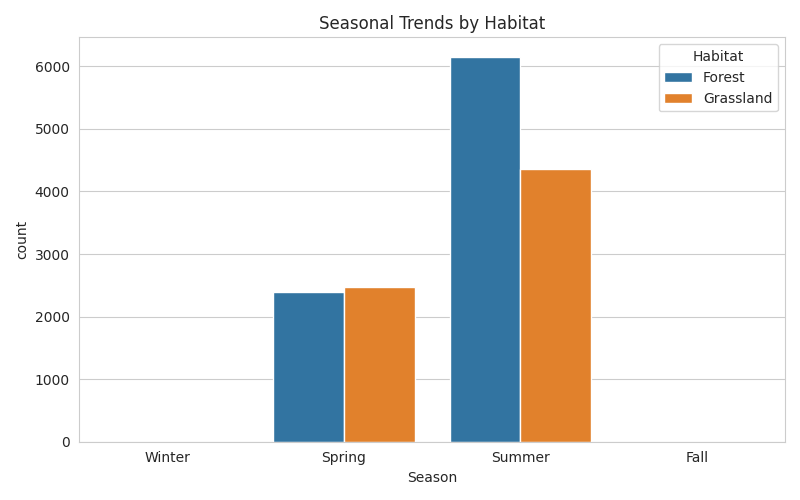 Seasonal Trends by Habitat
Habitat
Forest
Grassland
count
6000
5000
4000
3000
2000
1000
0
Winter Spring Summer Fall
Season